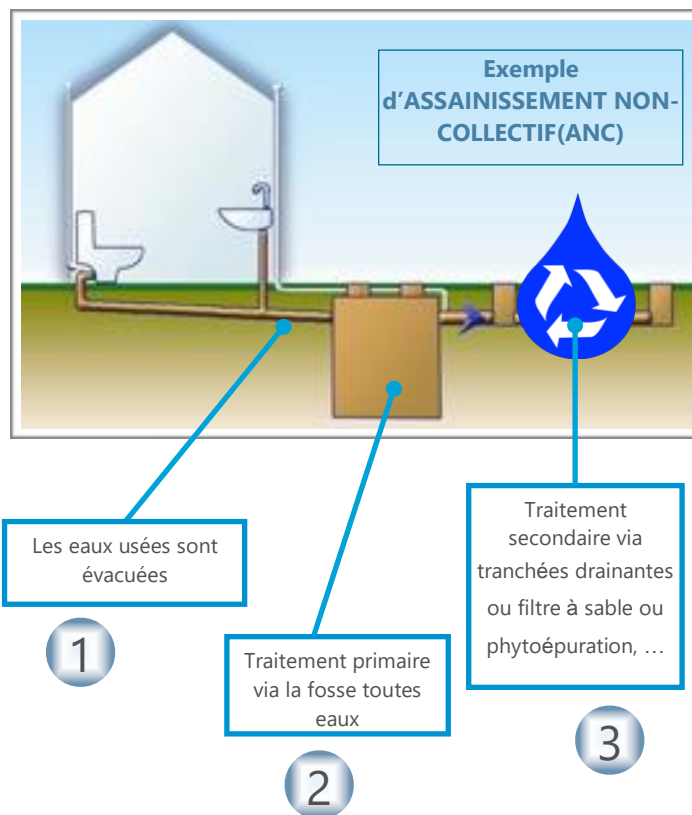 Exemple
d'ASSAINISSEMENT NON-
COLLECTIF(ANC)
Les eaux usées sont
évacuées
1
Traitement primaire
via la fosse toutes
eaux
2
Traitement
secondaire via
tranchées drainantes
ou filtre à sable ou
phytoépuration, ...
3